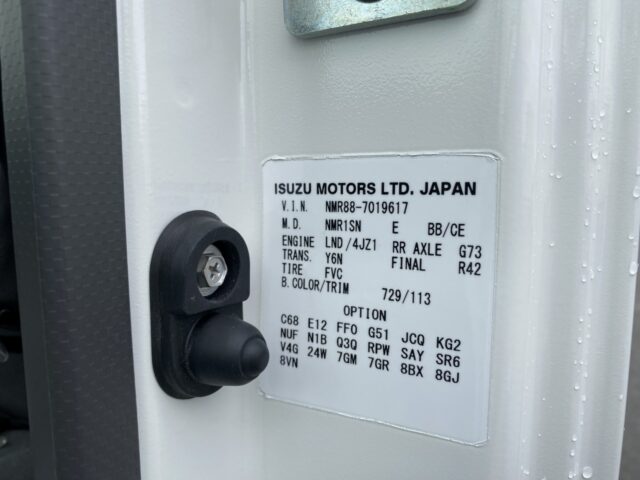 ISUZU MOTORS LTD. JAPAN
V.I.N. NMR88-7019617
M.D. NMR1SN E BB/CE
ENGINE LND/4JZ1 RR AXLE G73
TRANS. Y6N FINAL R42
TIRE FVC
B.COLOR/TRIM 729/113
OPTION
C68 E12 FFO G51 JCQ KG2
NUF N1B Q3Q RPW SAY SR6
V4G 24W 7GM 7GR 8BX 8GJ
8VN